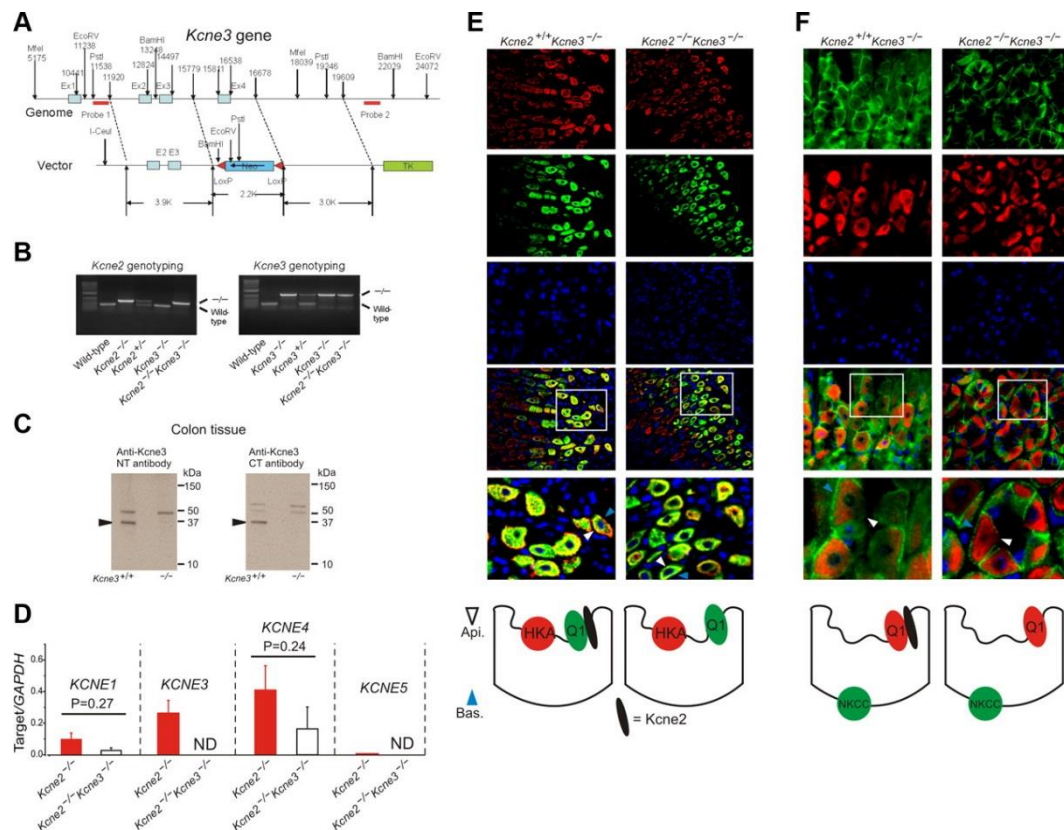 A
Kcne3 gene
MfeI
5175
EcoRV
11238
PstI
11538
11920
Ex1
BamHI
13248
12824
14497
Ex2
Ex3
15779
16538
Ex4
16678
MfeI
18039
PstI
19246
19609
BamHI
22029
EcoRV
24072
Genome
Probe 1
Probe 2
I-CeuI
PstI
EcoRV
BamHI
E2 E3
Vector
Neo
TK
LoxP
LoxP
3.9K
2.2K
3.0K
B
Kcne2 genotyping
Kcne3 genotyping
−/−
Wild-type
−/−
Wild-type
Wild-type
Kcne2 −/−
Kcne2 +/−
Kcne3 −/−
Kcne2 −/− Kcne3 −/−
Wild-type
Kcne3 −/−
Kcne3 +/−
Kcne3 −/−
Kcne2 −/− Kcne3 −/−
C
Colon tissue
Anti-Kcne3
NT antibody
kDa
150
50
37
10
Kcne3 +/+ −/−
Anti-Kcne3
CT antibody
kDa
150
50
37
10
Kcne3 +/+ −/−
D
Target/GAPDH
0.6
0.4
0.2
0.0
KCNE1
P=0.27
KCNE3
ND
KCNE4
P=0.24
KCNE5
ND
Kcne2 −/−
Kcne2 −/− Kcne3 −/−
Kcne2 −/−
Kcne2 −/− Kcne3 −/−
Kcne2 −/−
Kcne2 −/− Kcne3 −/−
Kcne2 −/−
Kcne2 −/− Kcne3 −/−
E
Kcne2 +/+ Kcne3 −/−
Kcne2 −/− Kcne3 −/−
Api.
Bas.
HKA
Q1
HKA
Q1
= Kcne2
F
Kcne2 +/+ Kcne3 −/−
Kcne2 −/− Kcne3 −/−
Q1
NKCC
Q1
NKCC